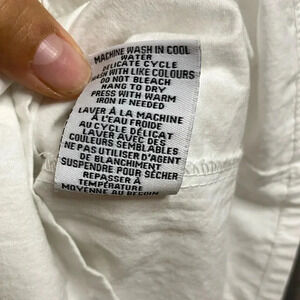 MACHINE WASH IN COOL
WATER
DELICATE CYCLE
WASH WITH LIKE COLOURS
DO NOT BLEACH
HANG TO DRY
PRESS WITH WARM
IRON IF NEEDED
LAVER À LA MACHINE
À L'EAU FROIDE
AU CYCLE DÉLICAT
LAVER AVEC DES
COULEURS SEMBLABLES
NE PAS UTILISER D'AGENT
DE BLANCHIMENT
SUSPENDRE POUR SÉCHER
REPASSER À
TEMPÉRATURE
MOYENNE AU BESOIN